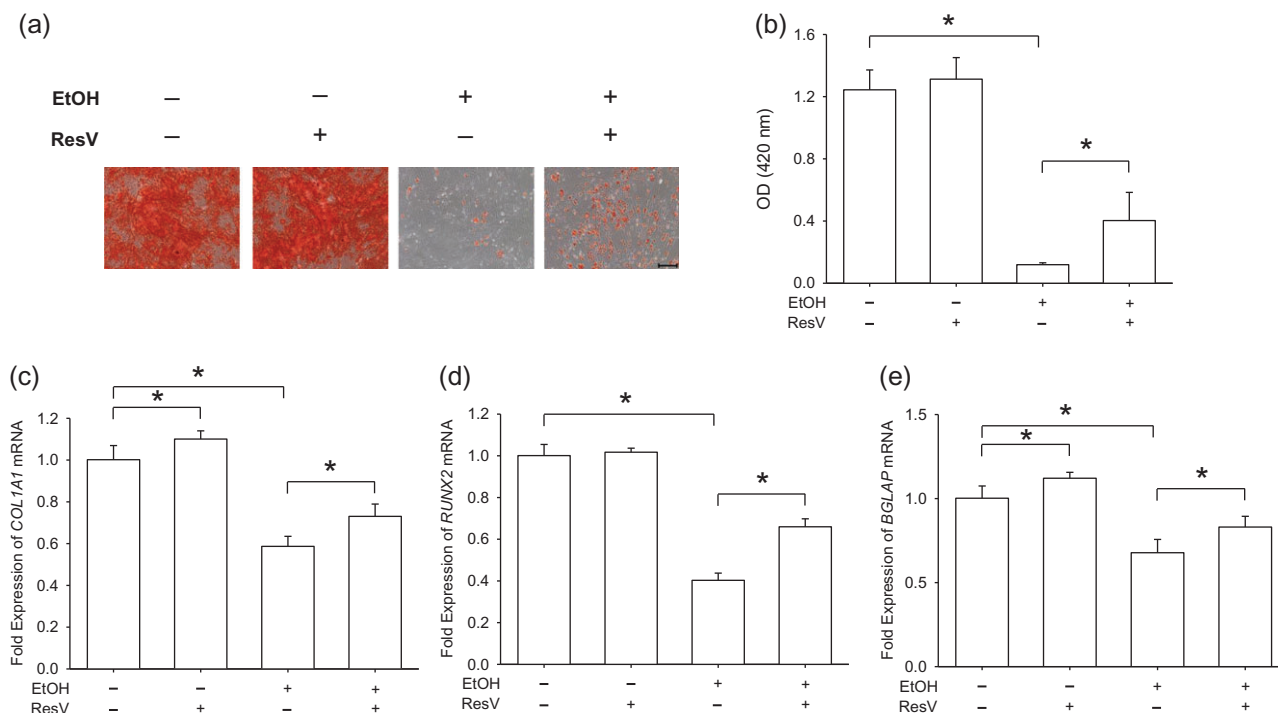 (a)
EtOH – – + +
ResV – + – +
(b)
*
*
OD (420 nm)
1.6
1.2
0.8
0.4
0.0
EtOH – – + +
ResV – + – +
(c)
*
*
*
Fold Expression of COL1A1 mRNA
1.2
1.0
0.8
0.6
0.4
0.2
0.0
EtOH – – + +
ResV – + – +
(d)
*
*
Fold Expression of RUNX2 mRNA
1.2
1.0
0.8
0.6
0.4
0.2
0.0
EtOH – – + +
ResV – + – +
(e)
*
*
*
Fold Expression of BGLAP mRNA
1.5
1.0
0.5
0.0
EtOH – – + +
ResV – + – +